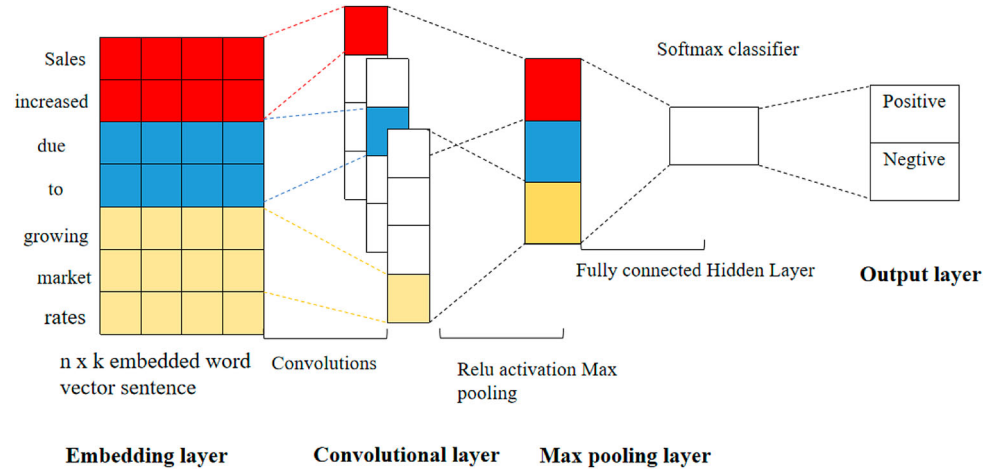 Sales
increased
due
to
growing
market
rates
n x k embedded word
vector sentence
Embedding layer
Convolutions
Convolutional layer
Relu activation Max
pooling
Max pooling layer
Softmax classifier
Fully connected Hidden Layer
Positive
Negtive
Output layer